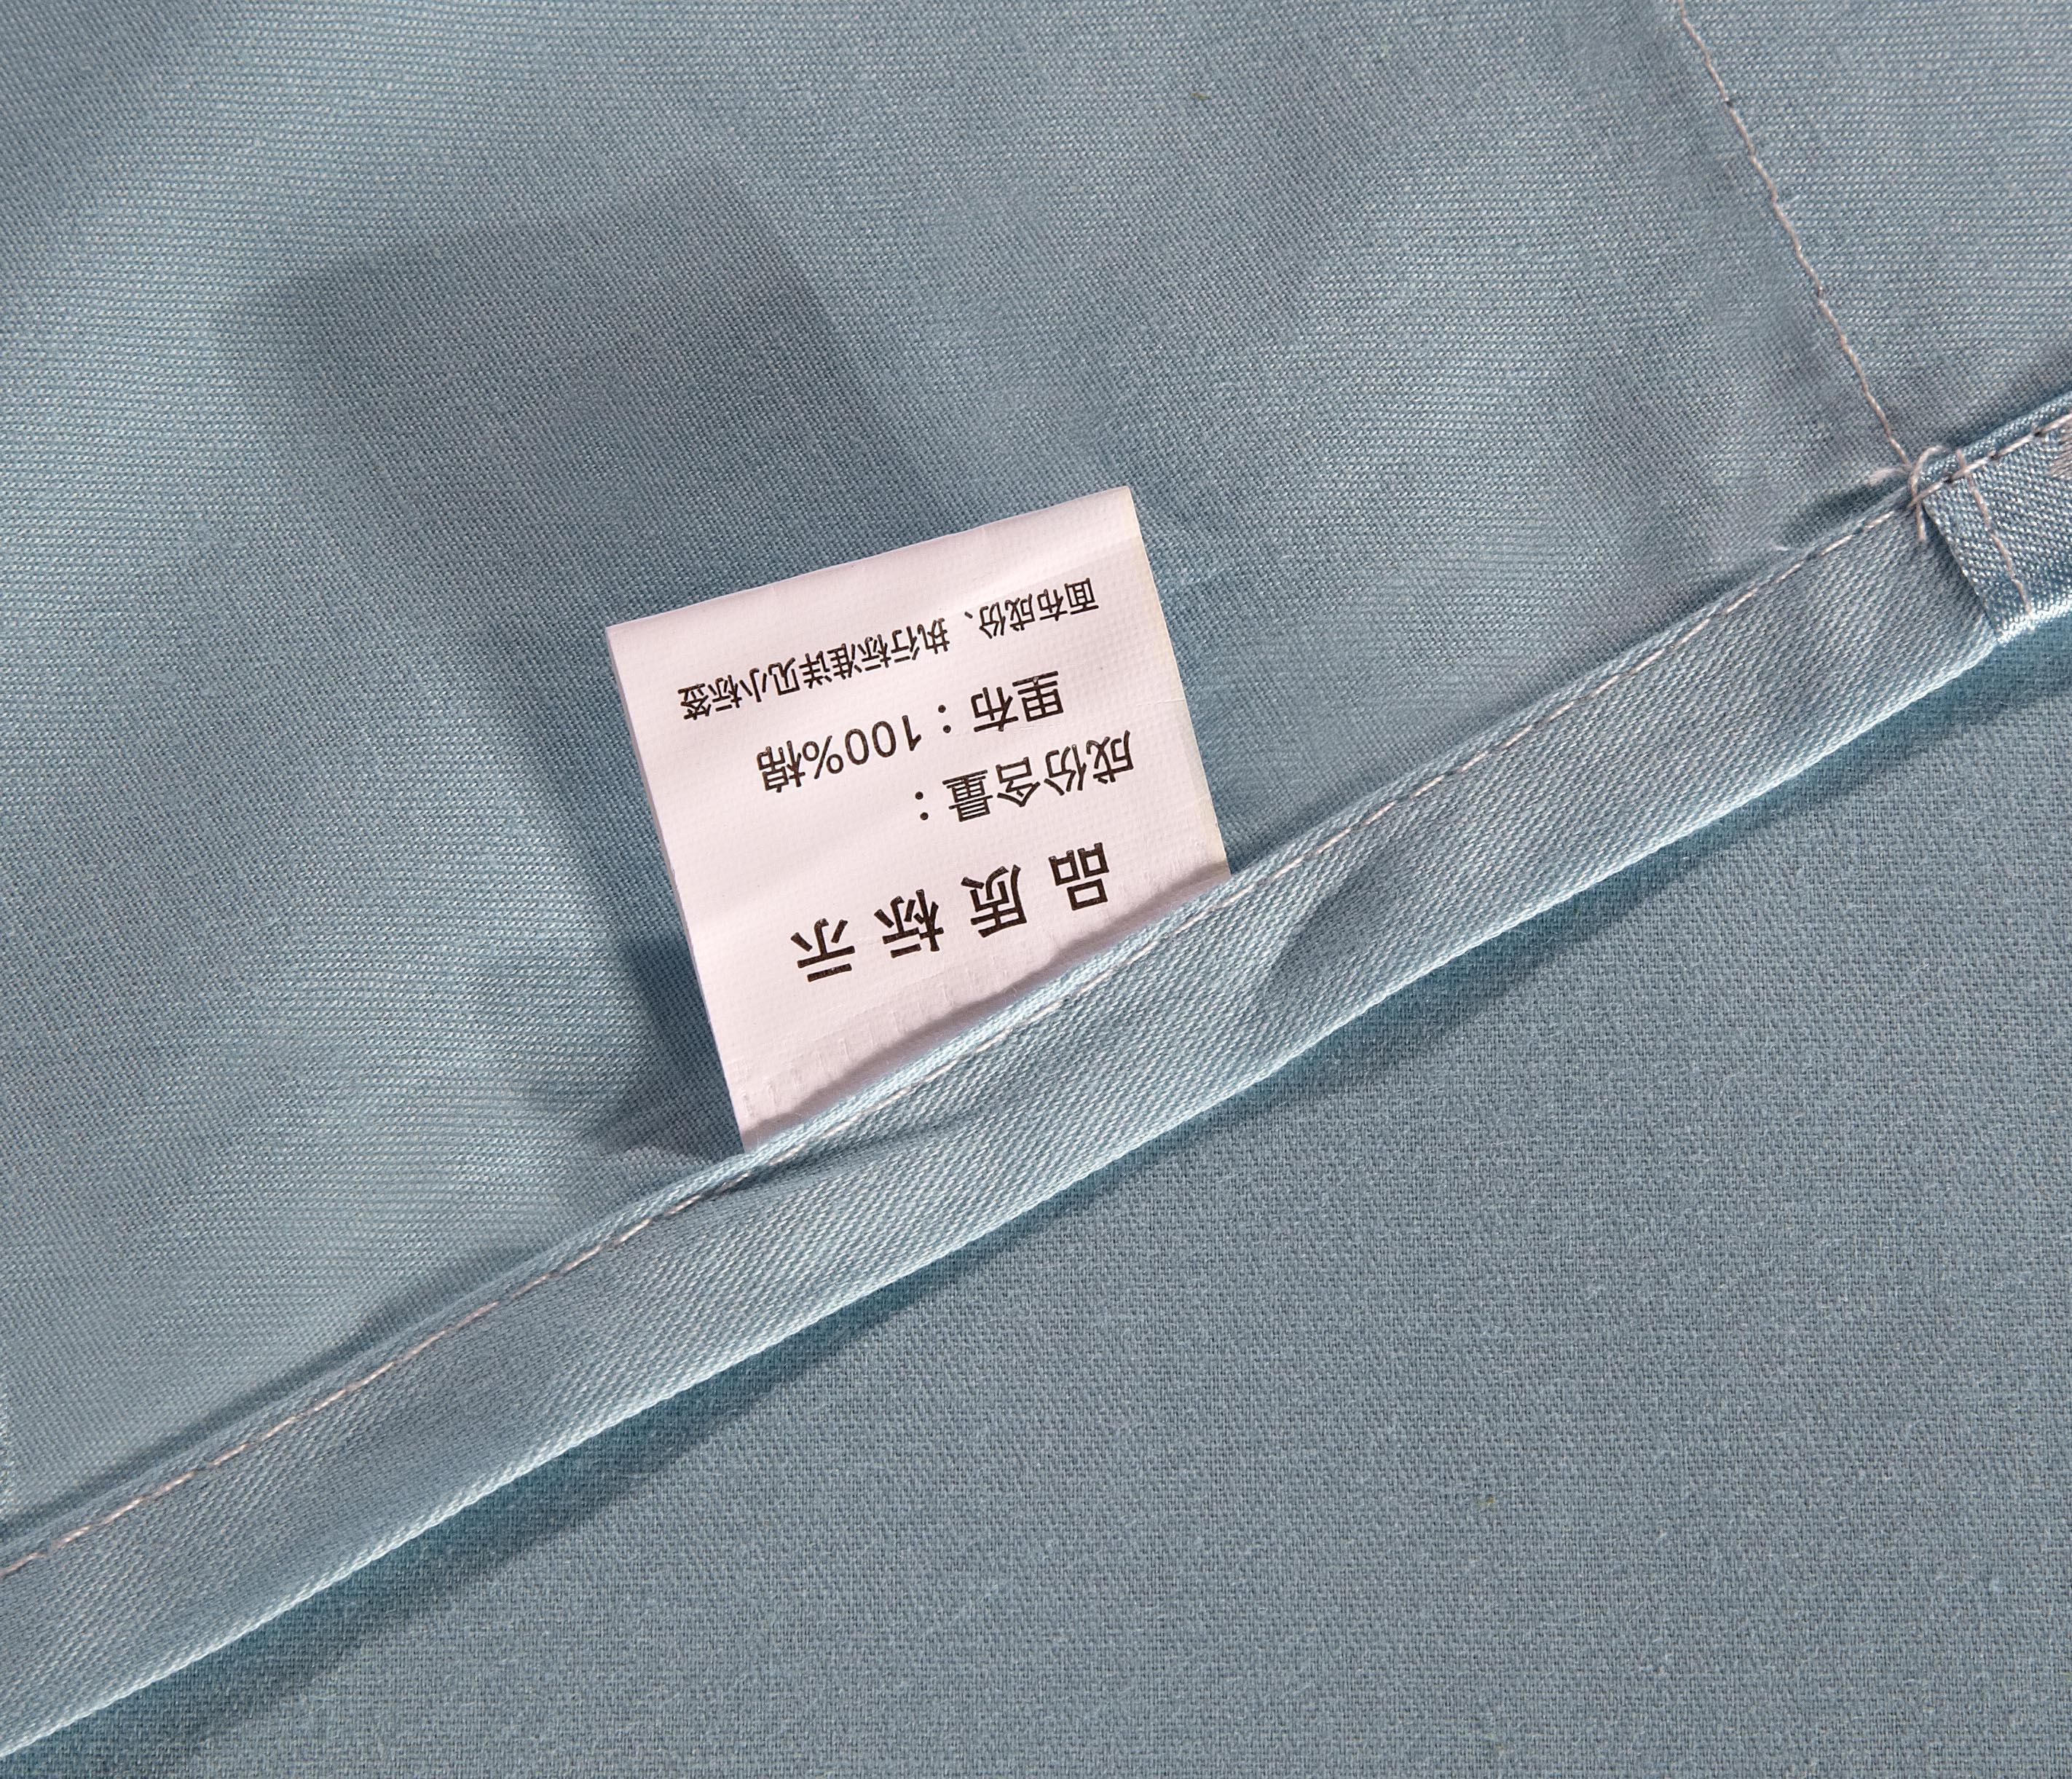 品质标示
成份含量：
里布：100%棉
面布成份、执行标准详见小标签